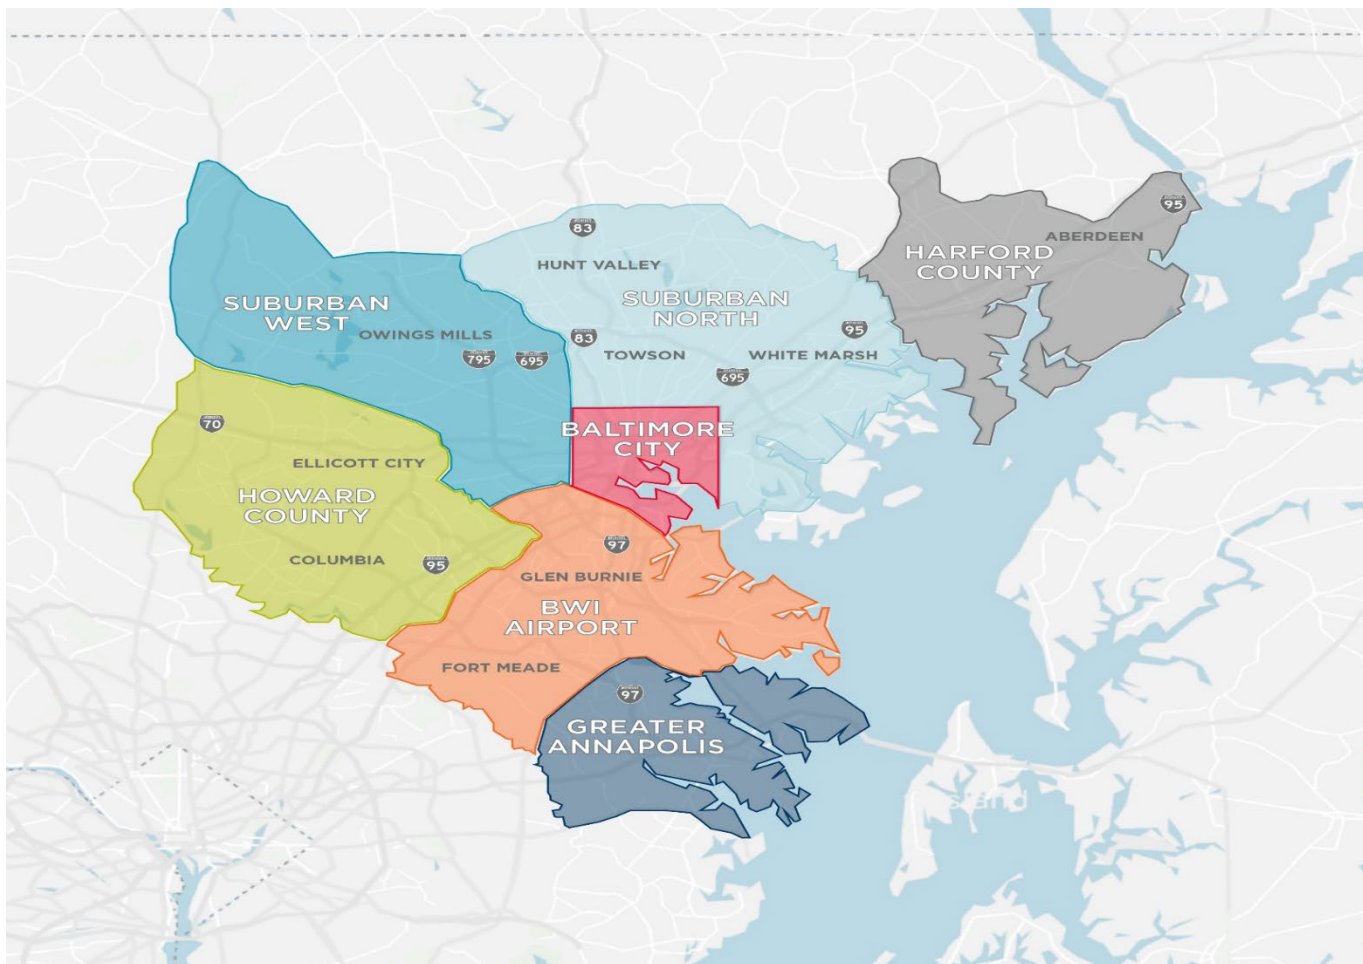 83
HUNT VALLEY
95
ABERDEEN
HARFORD
COUNTY
SUBURBAN
WEST
OWINGS MILLS
795
695
SUBURBAN
NORTH
83
TOWSON
95
WHITE MARSH
695
70
ELLICOTT CITY
HOWARD
COUNTY
COLUMBIA
95
BALTIMORE
CITY
97
GLEN BURNIE
BWI
AIRPORT
FORT MEADE
97
GREATER
ANNAPOLIS